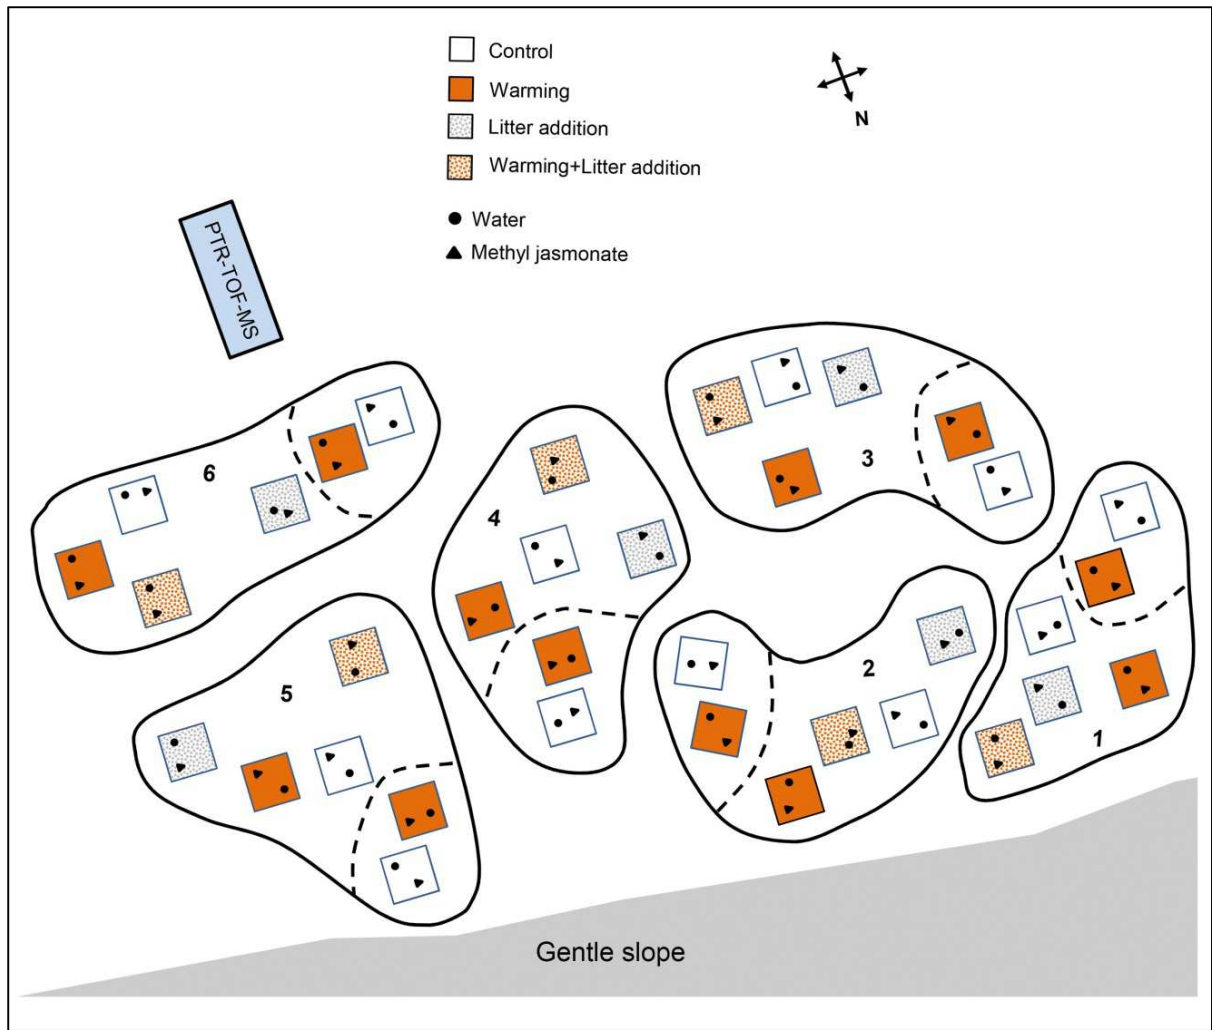 Control
Warming
Litter addition
Warming+Litter addition
Water
Methyl jasmonate
N
PTR-TOF-MS
6
3
4
5
2
1
Gentle slope